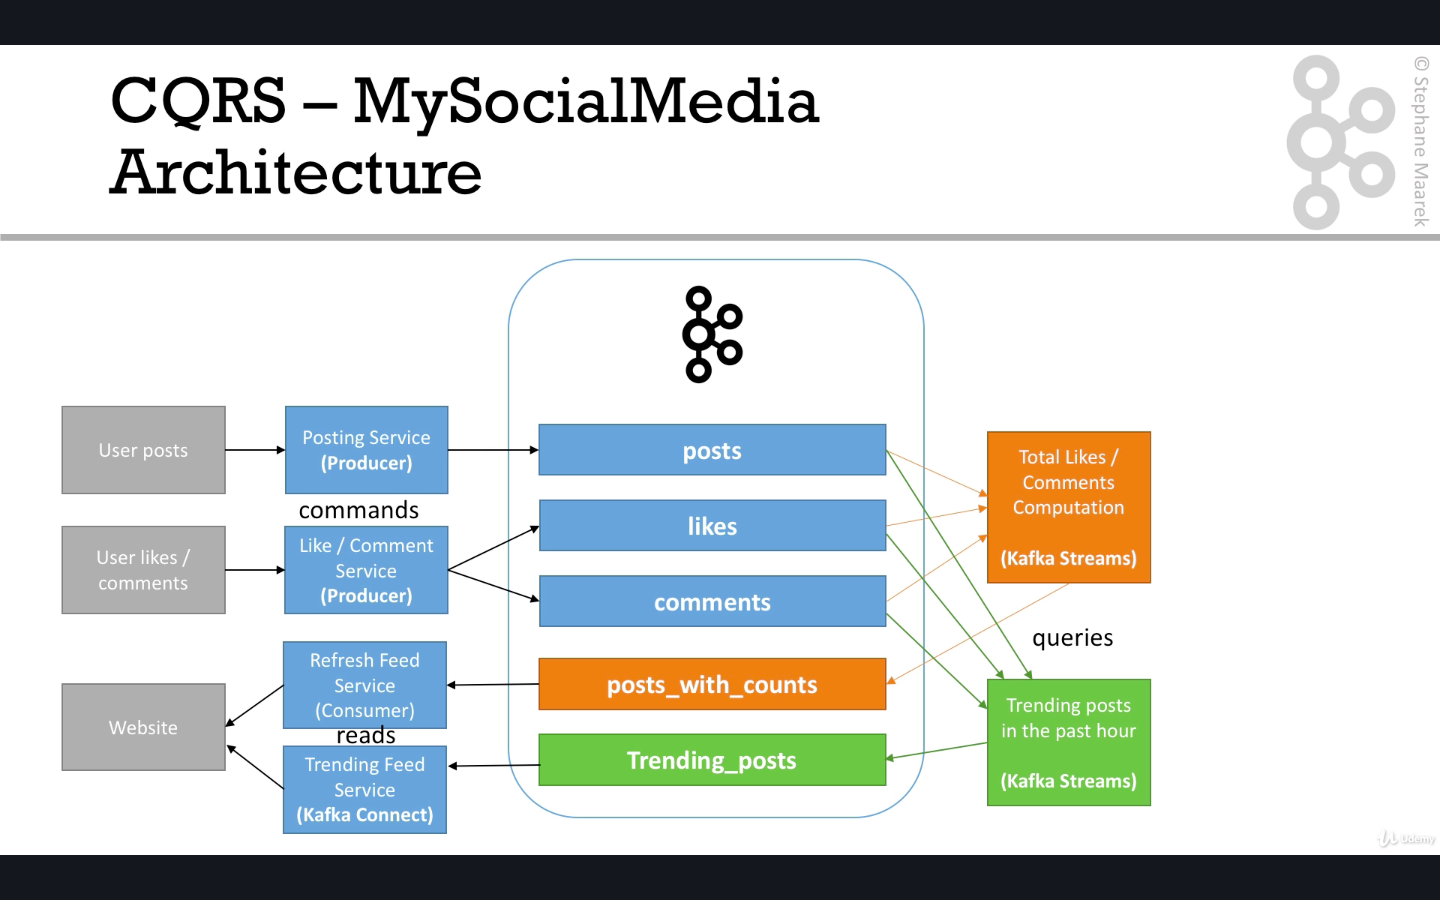 CQRS – MySocialMedia
Architecture
© Stephane Maarek
User posts
Posting Service
(Producer)
posts
Total Likes /
Comments
Computation
(Kafka Streams)
commands
likes
User likes /
comments
Like / Comment
Service
(Producer)
comments
queries
Refresh Feed
Service
(Consumer)
posts_with_counts
Trending posts
in the past hour
(Kafka Streams)
Website
reads
Trending Feed
Service
(Kafka Connect)
Trending_posts
Udemy